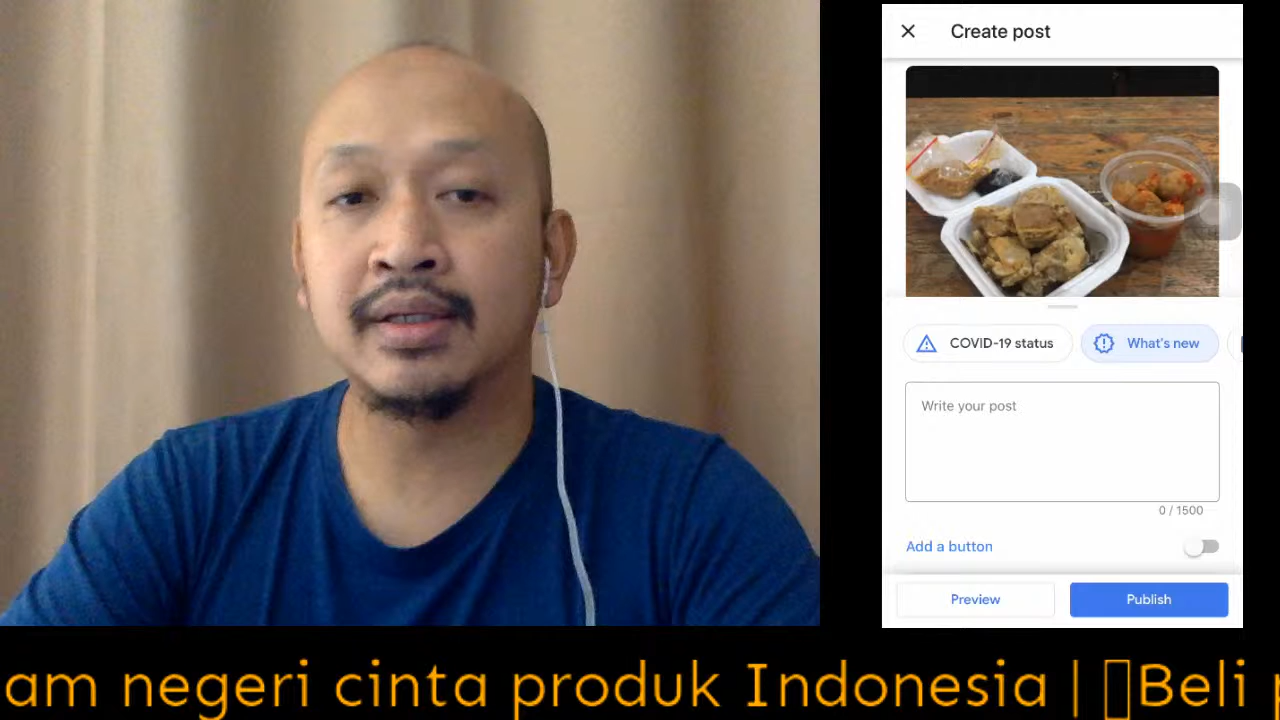 Create post
COVID-19 status
What's new
Write your post
0 / 1500
Add a button
Preview
Publish
am negeri cinta produk Indonesia | Beli